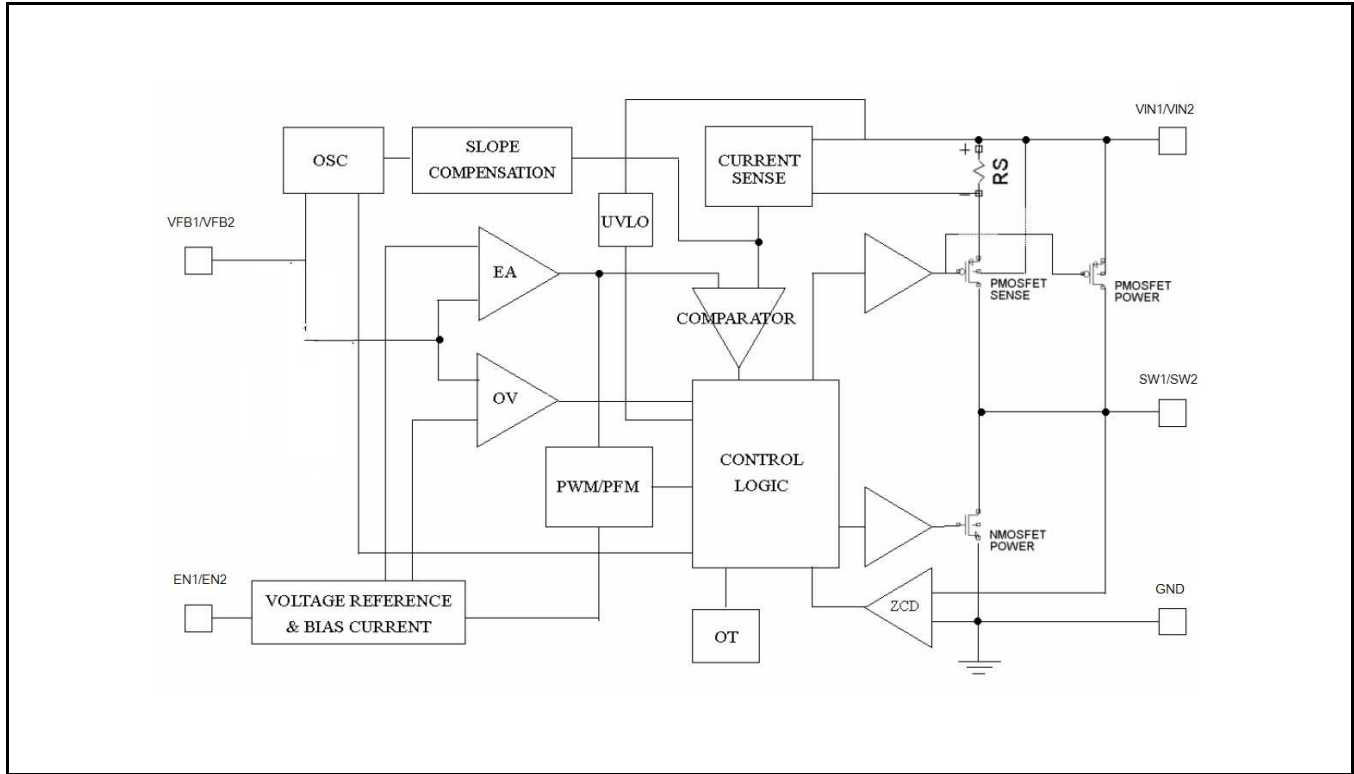 VIN1/VIN2
OSC
SLOPE
COMPENSATION
CURRENT
SENSE
+
−
RS
VFB1/VFB2
UVLO
EA
PMOSFET
SENSE
PMOSFET
POWER
COMPARATOR
SW1/SW2
OV
CONTROL
LOGIC
PWM/PFM
NMOSFET
POWER
EN1/EN2
VOLTAGE REFERENCE
& BIAS CURRENT
OT
ZCD
GND